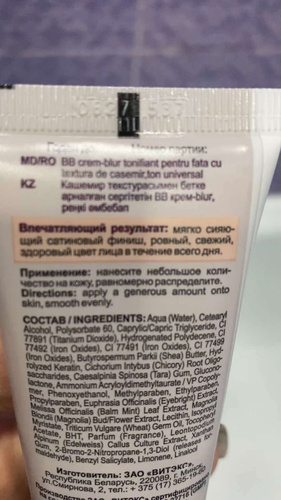 MD/RO BB crem-blur tonifiant pentru fata cu
textura de casemir,ton universal
KZ Кашемир текстурасымен бетке
арналған сергітетін BB крем-blur,
реңкі әмбебап
Впечатляющий результат: мягко сияю-
щий сатиновый финиш, ровный, свежий,
здоровый цвет лица в течение всего дня.
Применение: нанесите небольшое коли-
чество на кожу, равномерно распределите.
Directions: apply a generous amount onto
skin, smooth evenly.
СОСТАВ / INGREDIENTS: Aqua (Water), Cetearyl
Alcohol, Polysorbate 60, Caprylic/Capric Triglyceride, CI
77891 (Titanium Dioxide), Hydrogenated Polydecene, CI
77492 (Iron Oxides), CI 77491 (Iron Oxides), CI 77499
(Iron Oxides), Butyrospermum Parkii (Shea) Butter, Hyd-
rolyzed Keratin, Cichorium Intybus (Chicory) Root Oligo-
saccharides, Caesalpinia Spinosa (Tara) Gum, Glucono-
lactone, Ammonium Acryloyldimethyltaurate / VP Copoly-
mer, Phenoxyethanol, Methylparaben, Ethylparaben,
Propylparaben, Euphrasia Officinalis (Eyebright) Extract,
Melissa Officinalis (Balm Mint) Leaf Extract, Magnolia
Biondii (Magnolia) Bud/Flower Extract, Lecithin,
Triticum Vulgare (Wheat) Germ Oil,
Acetate, BHT, Parfum (Fragrance), Leontopodium
Alpinum (Edelweiss) Callus Culture Extract,
2-Bromo-2-Nitropropane-1,3-Diol
maldehyde), Benzyl Salicylate, Limonene, Linalool
Изготовитель: ЗАО «ВИТЭКС»,
Республика Беларусь, 220089 г. Минск,
ул.Смирнова, 2, тел.: + 375 (17)